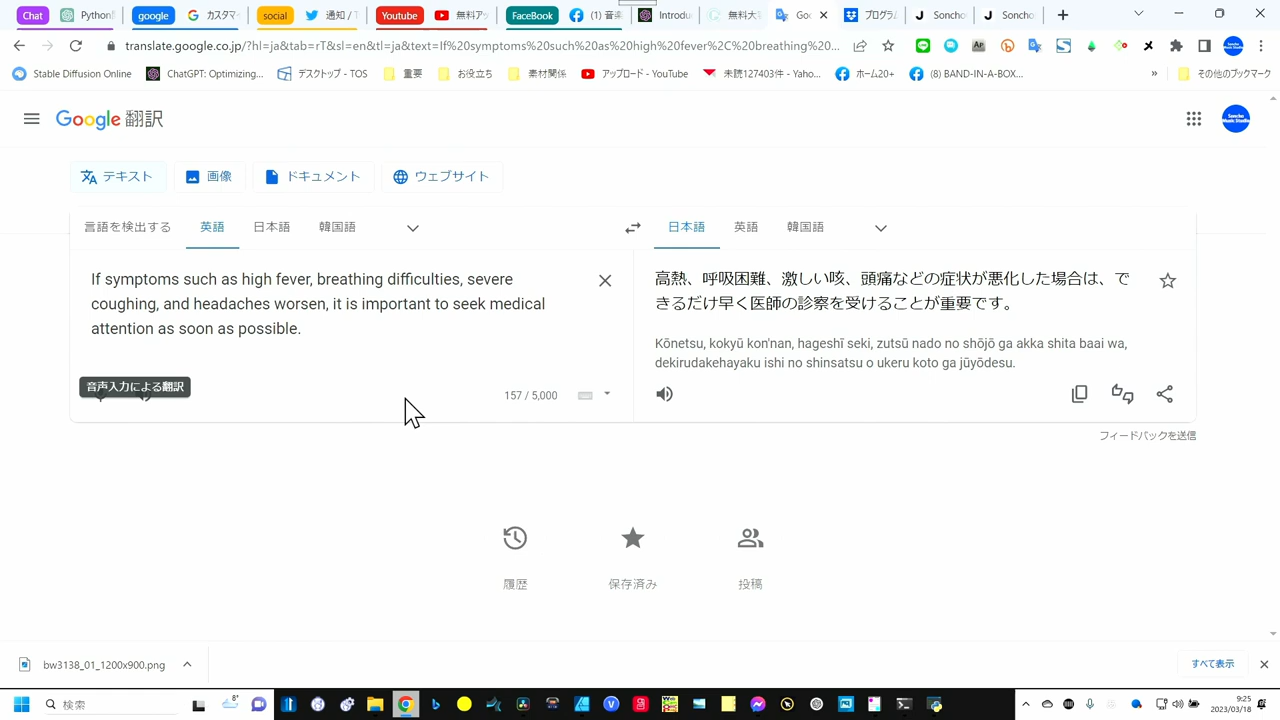 Chat
Python
google
G カスタマ
social
通知 /
Youtube
無料アッ
FaceBook
(1) 音楽
Introdu
無料大
Goo
プログラ
Soncho
Soncho
translate.google.co.jp/?hl=ja&tab=rT&sl=en&tl=ja&text=If%20symptoms%20such%20as%20high%20fever%2C%20breathing%20...
Stable Diffusion Online
ChatGPT: Optimizing...
デスクトップ - TOS
重要
お役立ち
素材関係
アップロード - YouTube
未読127403件 - Yaho...
ホーム20+
(8) BAND-IN-A-BOX...
»
その他のブックマーク
Google 翻訳
テキスト
画像
ドキュメント
ウェブサイト
言語を検出する
英語
日本語
韓国語
日本語
英語
韓国語
If symptoms such as high fever, breathing difficulties, severe
coughing, and headaches worsen, it is important to seek medical
attention as soon as possible.
高熱、呼吸困難、激しい咳、頭痛などの症状が悪化した場合は、で
きるだけ早く医師の診察を受けることが重要です。
Kōnetsu, kokyū kon'nan, hageshī seki, zutsū nado no shōjō ga akka shita baai wa,
dekirudakehayaku ishi no shinsatsu o ukeru koto ga jūyōdesu.
音声入力による翻訳
157 / 5,000
フィードバックを送信
履歴
保存済み
投稿
bw3138_01_1200x900.png
すべて表示
検索
8°
9:25
2023/03/18